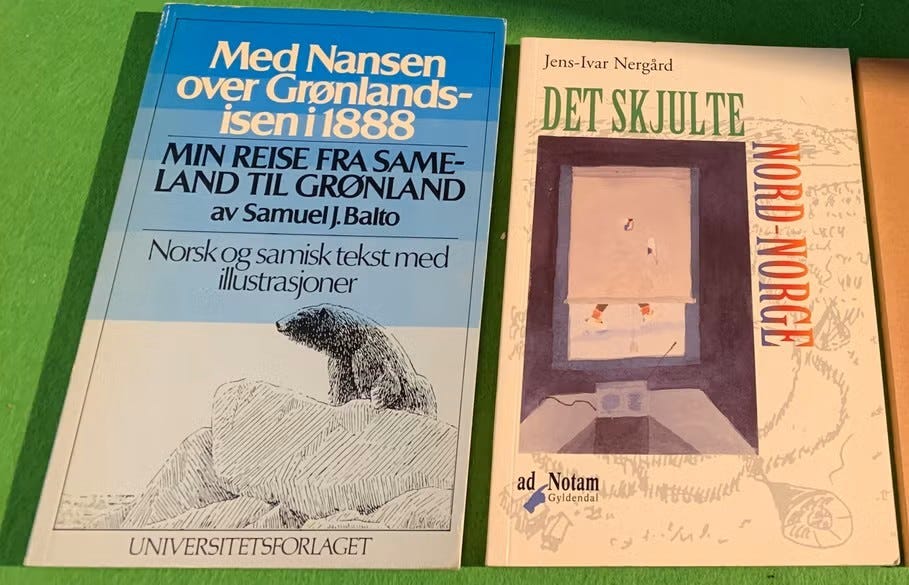 Med Nansen
over Grønlands-
isen i 1888
MIN REISE FRA SAME-
LAND TIL GRØNLAND
av Samuel J. Balto
Norsk og samisk tekst med
illustrasjoner
UNIVERSITETSFORLAGET
Jens-Ivar Nergård
DET SKJULTE
NORD-NORGE
ad Notam
Gyldendal